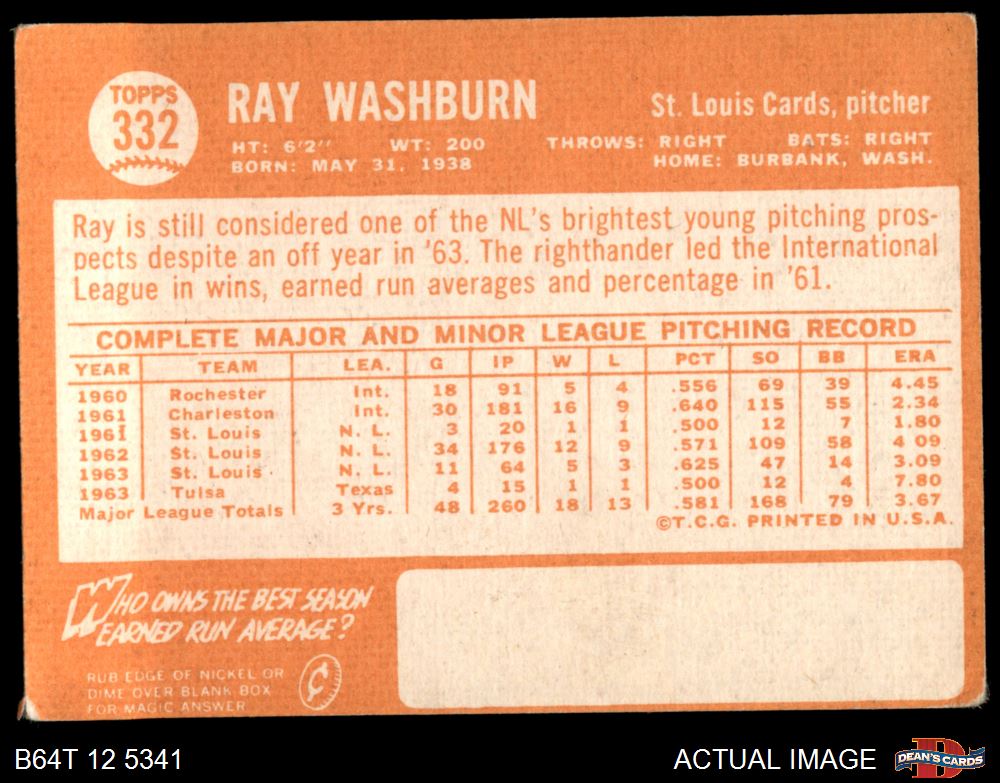 TOPPS
332
RAY WASHBURN
St. Louis Cards, pitcher
HT: 6'2" WT: 200 THROWS: RIGHT BATS: RIGHT
BORN: MAY 31, 1938 HOME: BURBANK, WASH.
Ray is still considered one of the NL's brightest young pitching pros-
pects despite an off year in '63. The righthander led the International
League in wins, earned run averages and percentage in '61.
COMPLETE MAJOR AND MINOR LEAGUE PITCHING RECORD
YEAR TEAM LEA. G IP W L PCT SO BB ERA
1960 Rochester Int. 18 91 5 4 .556 69 39 4.45
1961 Charleston Int. 30 181 16 9 .640 115 55 2.34
1961 St. Louis N. L. 3 20 1 1 .500 12 7 1.80
1962 St. Louis N. L. 34 176 12 9 .571 109 58 4 09
1963 St. Louis N. L. 11 64 5 3 .625 47 14 3.09
1963 Tulsa Texas 4 15 1 1 .500 12 4 7.80
Major League Totals 3 Yrs. 48 260 18 13 .581 168 79 3.67
©T.C.G. PRINTED IN U.S.A.
WHO OWNS THE BEST SEASON
EARNED RUN AVERAGE?
RUB EDGE OF NICKEL OR
DIME OVER BLANK BOX
FOR MAGIC ANSWER
¢
B64T 12 5341 ACTUAL IMAGE
D
DEAN'S CARDS